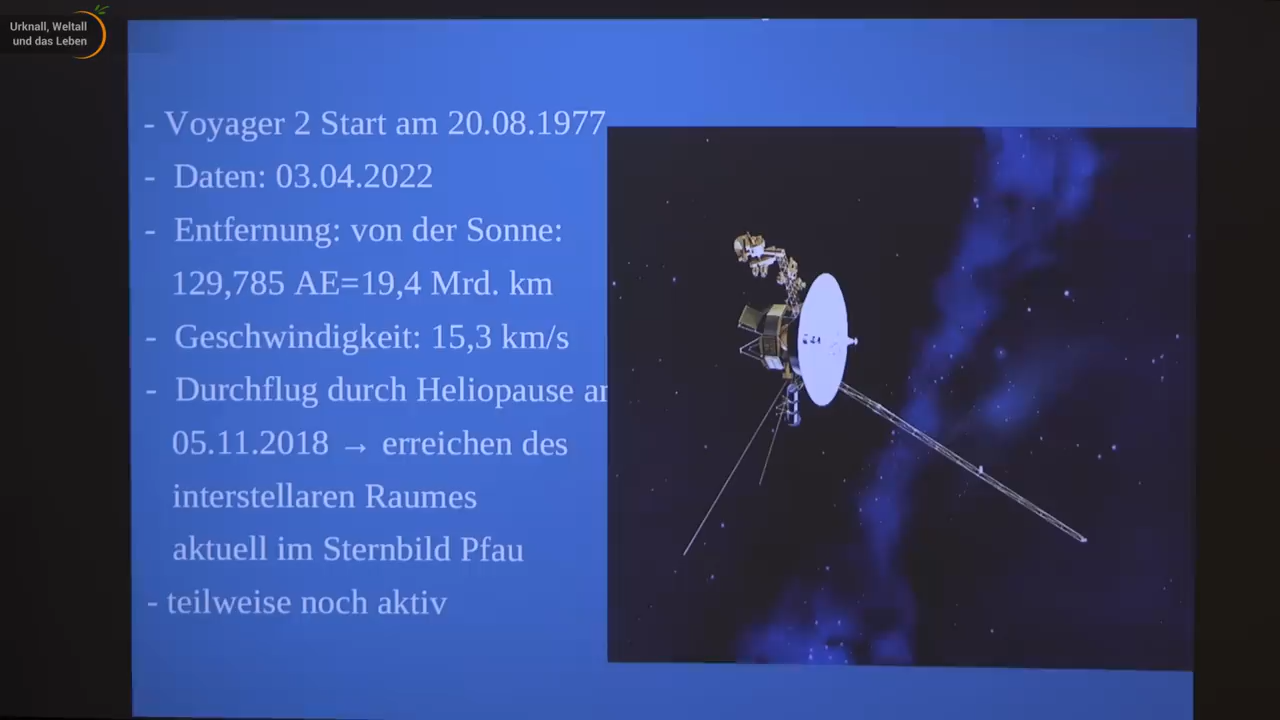 Urknall, Weltall
und das Leben
- Voyager 2 Start am 20.08.1977
- Daten: 03.04.2022
- Entfernung: von der Sonne:
129,785 AE=19,4 Mrd. km
- Geschwindigkeit: 15,3 km/s
- Durchflug durch Heliopause an
05.11.2018 → erreichen des
interstellaren Raumes
aktuell im Sternbild Pfau
- teilweise noch aktiv